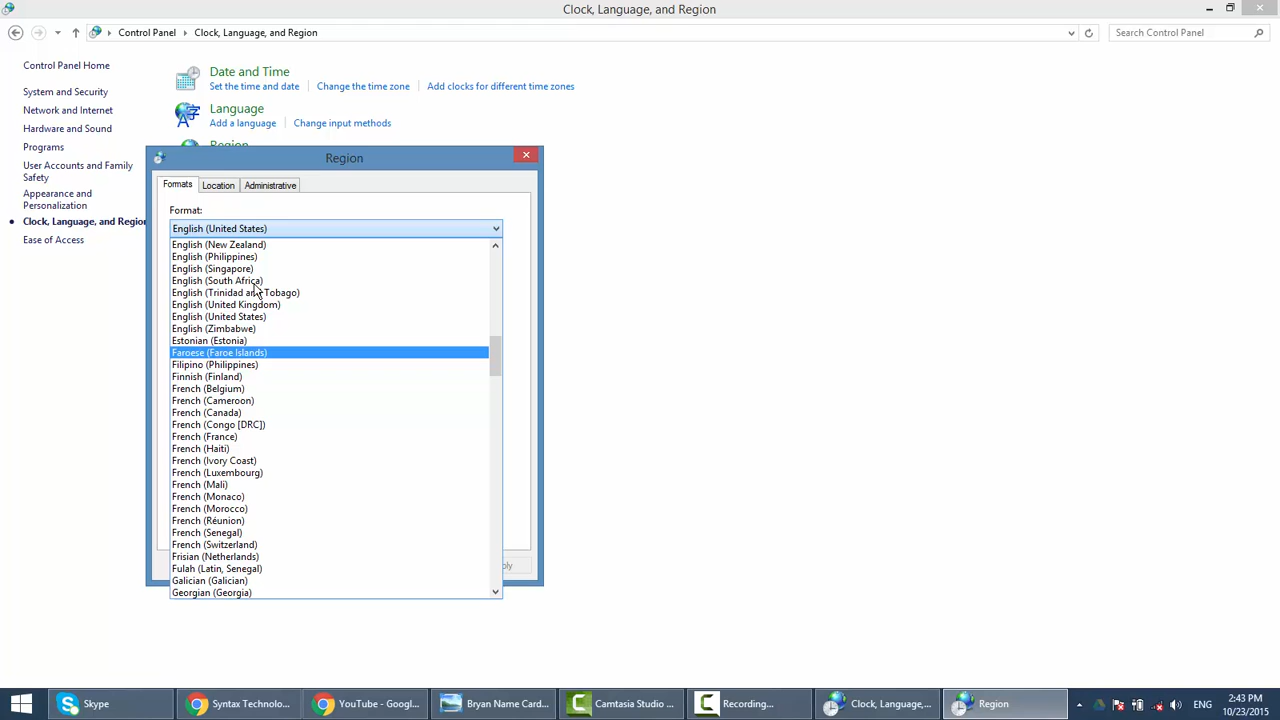 Clock, Language, and Region
Control Panel Clock, Language, and Region
Search Control Panel
Control Panel Home
System and Security
Network and Internet
Hardware and Sound
Programs
User Accounts and Family
Safety
Appearance and
Personalization
Clock, Language, and Region
Ease of Access
Date and Time
Set the time and date Change the time zone Add clocks for different time zones
Language
Add a language Change input methods
Region
Region
Formats Location Administrative
Format:
English (United States)
English (New Zealand)
English (Philippines)
English (Singapore)
English (South Africa)
English (Trinidad and Tobago)
English (United Kingdom)
English (United States)
English (Zimbabwe)
Estonian (Estonia)
Faroese (Faroe Islands)
Filipino (Philippines)
Finnish (Finland)
French (Belgium)
French (Cameroon)
French (Canada)
French (Congo [DRC])
French (France)
French (Haiti)
French (Ivory Coast)
French (Luxembourg)
French (Mali)
French (Monaco)
French (Morocco)
French (Réunion)
French (Senegal)
French (Switzerland)
Frisian (Netherlands)
Fulah (Latin, Senegal)
Galician (Galician)
Georgian (Georgia)
Skype
Syntax Technolo...
YouTube - Googl...
Bryan Name Card...
Camtasia Studio ...
Recording...
Clock, Language,...
Region
ENG
2:43 PM
10/23/2015